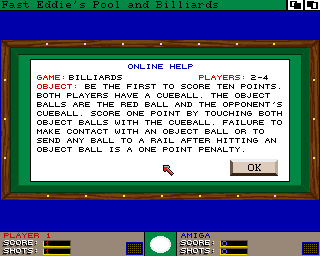 Fast Eddie's Pool and Billiards
ONLINE HELP
GAME: BILLIARDS PLAYERS: 2-4
OBJECT: BE THE FIRST TO SCORE TEN POINTS.
BOTH PLAYERS HAVE A CUEBALL. THE OBJECT
BALLS ARE THE RED BALL AND THE OPPONENT'S
CUEBALL. SCORE ONE POINT BY TOUCHING BOTH
OBJECT BALLS WITH THE CUEBALL. FAILURE TO
MAKE CONTACT WITH AN OBJECT BALL OR TO
SEND ANY BALL TO A RAIL AFTER HITTING AN
OBJECT BALL IS A ONE POINT PENALTY.
OK
PLAYER 1 AMIGA
SCORE: 0 SCORE: 0
SHOTS: 0 SHOTS: 0